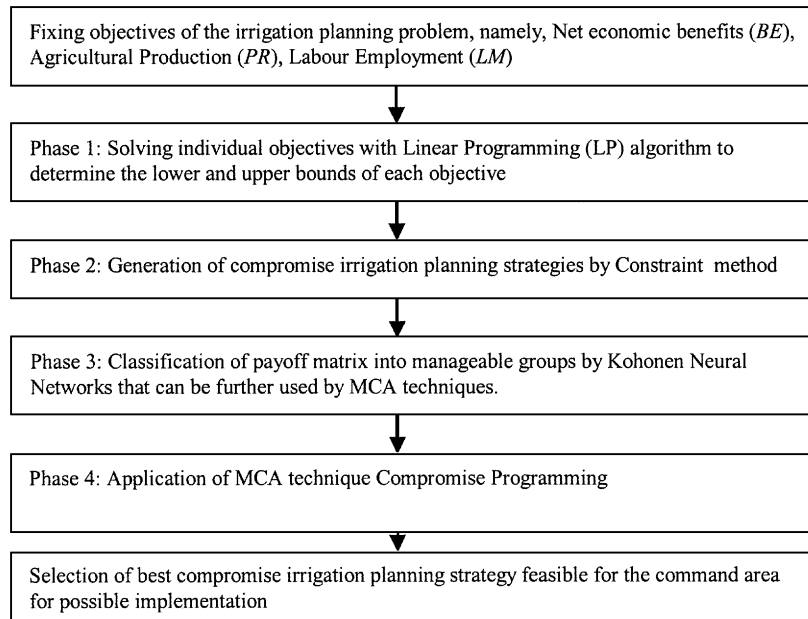 Fixing objectives of the irrigation planning problem, namely, Net economic benefits (BE),
Agricultural Production (PR), Labour Employment (LM)
Phase 1: Solving individual objectives with Linear Programming (LP) algorithm to
determine the lower and upper bounds of each objective
Phase 2: Generation of compromise irrigation planning strategies by Constraint method
Phase 3: Classification of payoff matrix into manageable groups by Kohonen Neural
Networks that can be further used by MCA techniques.
Phase 4: Application of MCA technique Compromise Programming
Selection of best compromise irrigation planning strategy feasible for the command area
for possible implementation